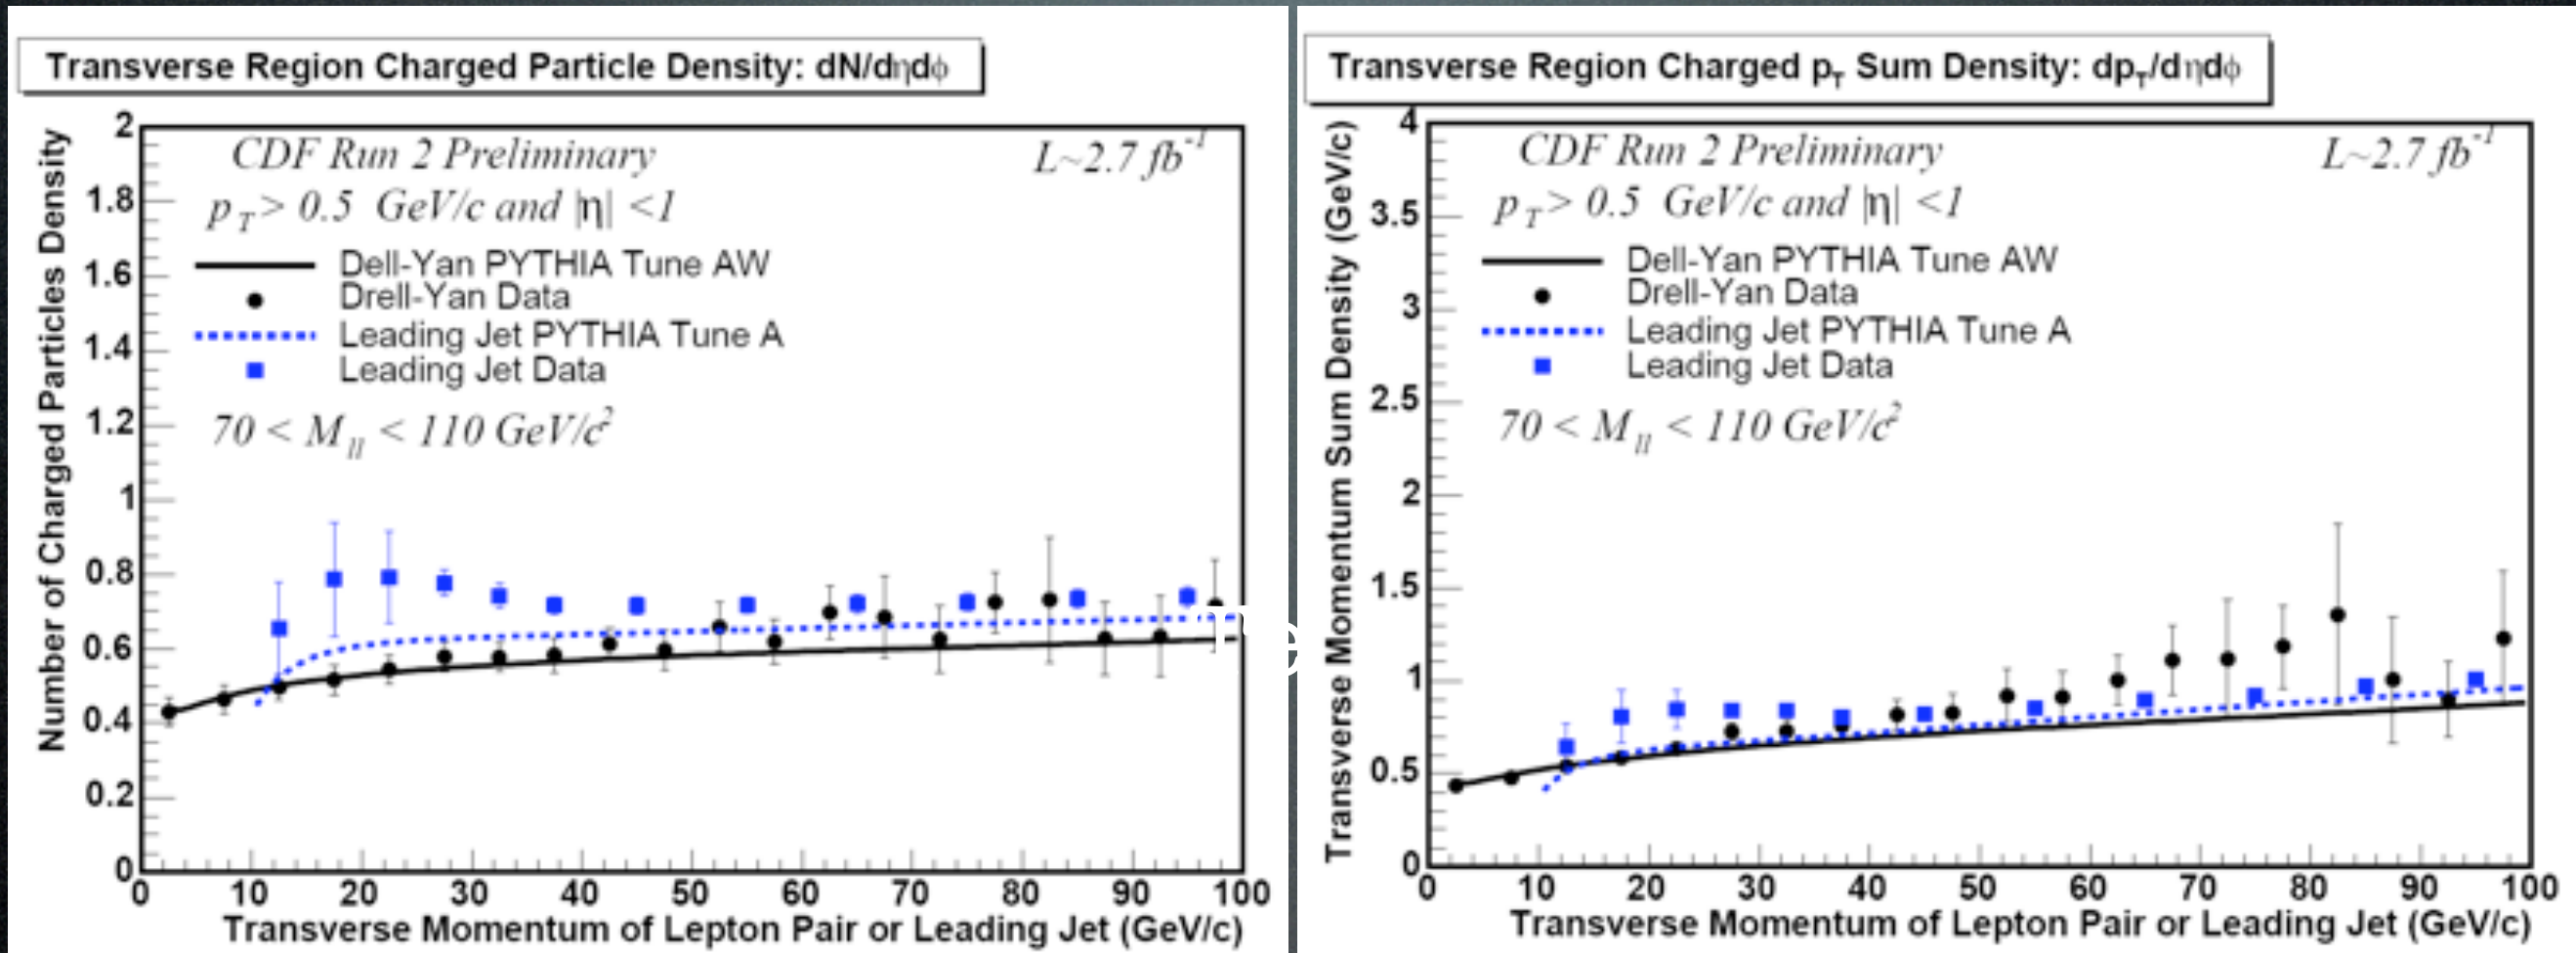 Transverse Region Charged Particle Density: dN/dηdϕ
Number of Charged Particles Density
2
1.8
1.6
1.4
1.2
1
0.8
0.6
0.4
0.2
0
CDF Run 2 Preliminary
L~2.7 fb⁻¹
p_T > 0.5 GeV/c and |η| <1
Dell-Yan PYTHIA Tune AW
Drell-Yan Data
Leading Jet PYTHIA Tune A
Leading Jet Data
70 < M_ll < 110 GeV/c²
0 10 20 30 40 50 60 70 80 90 100
Transverse Momentum of Lepton Pair or Leading Jet (GeV/c)
Transverse Region Charged p_T Sum Density: dp_T/dηdϕ
Transverse Momentum Sum Density (GeV/c)
4
3.5
3
2.5
2
1.5
1
0.5
0
CDF Run 2 Preliminary
L~2.7 fb⁻¹
p_T > 0.5 GeV/c and |η| <1
Dell-Yan PYTHIA Tune AW
Drell-Yan Data
Leading Jet PYTHIA Tune A
Leading Jet Data
70 < M_ll < 110 GeV/c²
0 10 20 30 40 50 60 70 80 90 100
Transverse Momentum of Lepton Pair or Leading Jet (GeV/c)